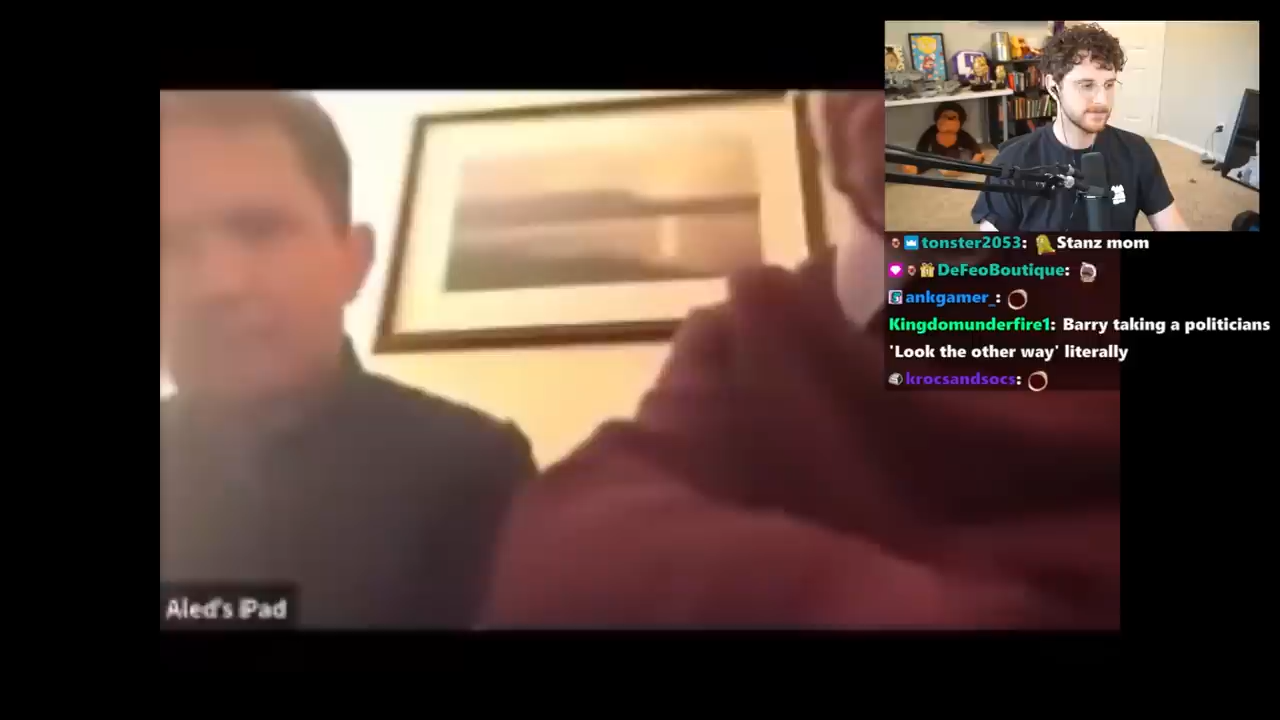 tonster2053: Stanz mom
DeFeoBoutique:
ankgamer_:
Kingdomunderfire1: Barry taking a politicians
'Look the other way' literally
krocsandsocs:
Aled's iPad